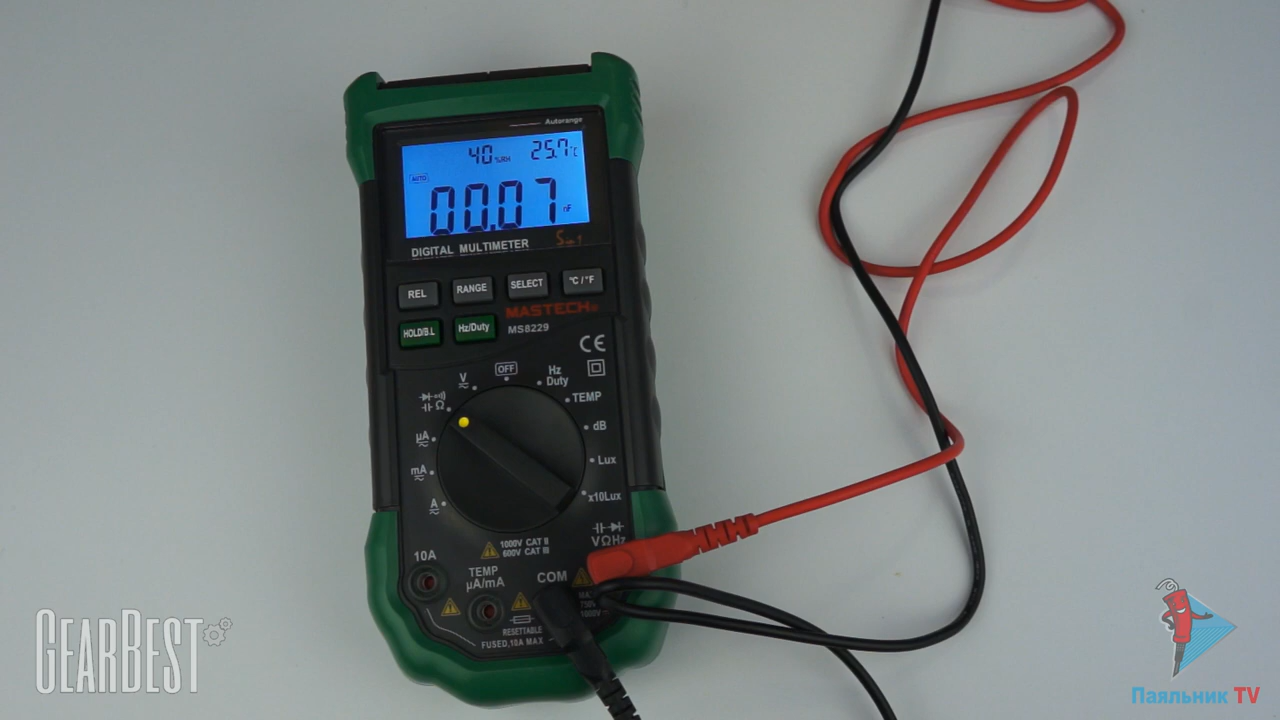 Autorange
40 %RH 25.7 °C
AUTO
00.07 nF
DIGITAL MULTIMETER
REL RANGE SELECT °C / °F
HOLD/B.L Hz/Duty
MASTECH®
MS8229
CE
OFF
V
Hz
Duty
TEMP
Ω
µA
dB
mA
Lux
A
x10Lux
1000V CAT II
600V CAT III
VΩHz
10A
TEMP
µA/mA
COM
MAX
1000V
RESETTABLE
FUSED,10A MAX
GEARBEST
Паяльник TV